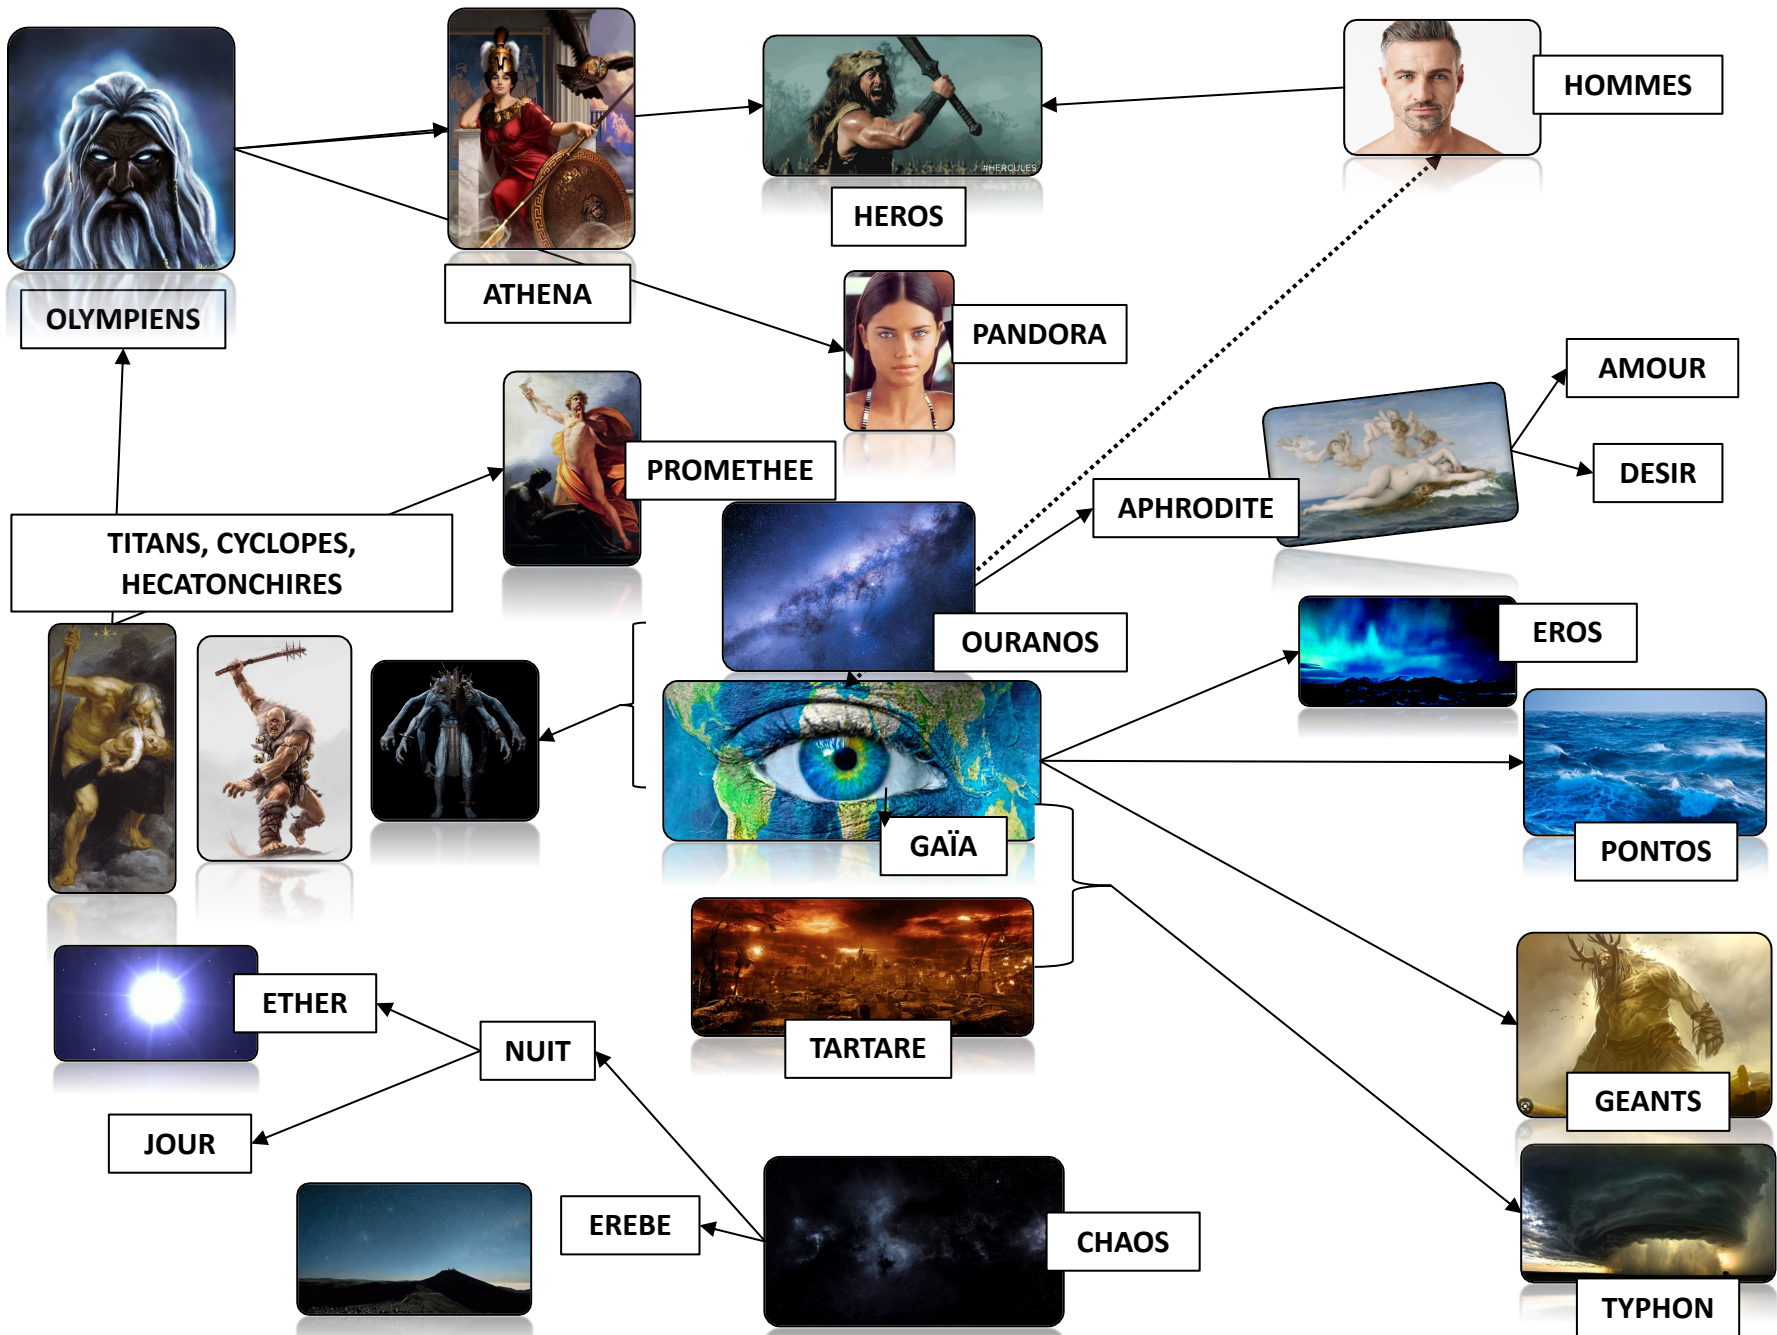 HOMMES
#HERCULES
HEROS
ATHENA
OLYMPIENS
PANDORA
AMOUR
PROMETHEE
DESIR
APHRODITE
TITANS, CYCLOPES,
HECATONCHIRES
OURANOS
EROS
GAÏA
PONTOS
ETHER
NUIT
TARTARE
GEANTS
JOUR
EREBE
CHAOS
TYPHON